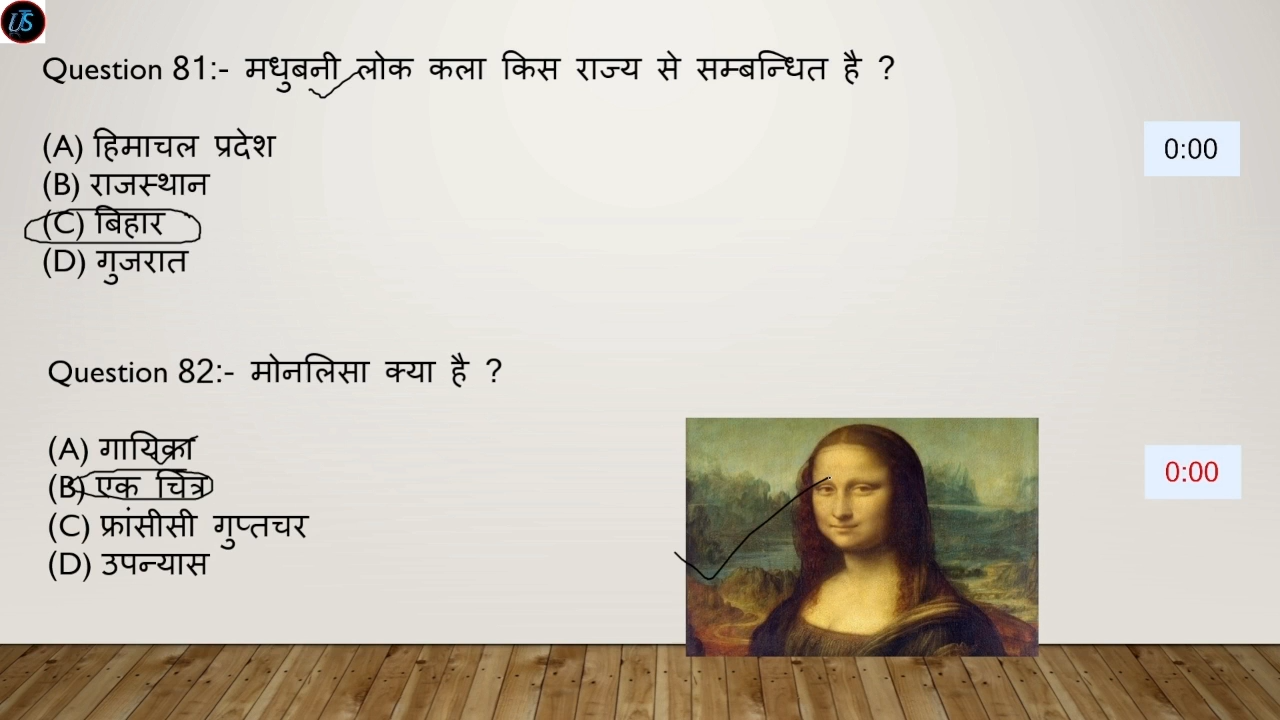 UTS
Question 81:- मधुबनी लोक कला किस राज्य से सम्बन्धित है ?
(A) हिमाचल प्रदेश
(B) राजस्थान
(C) बिहार
(D) गुजरात
0:00
Question 82:- मोनलिसा क्या है ?
(A) गायिका
(B) एक चित्र
(C) फ्रांसीसी गुप्तचर
(D) उपन्यास
0:00